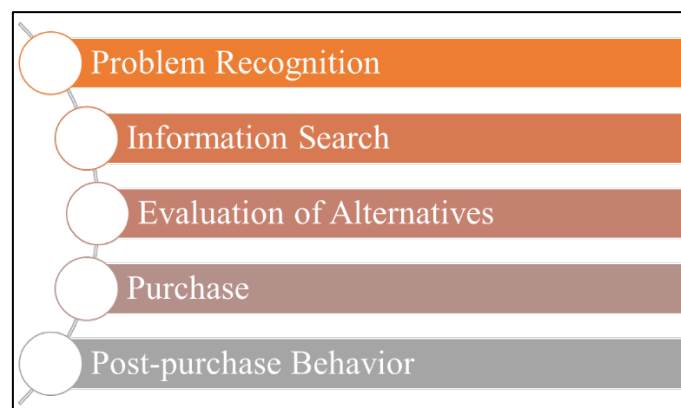 Problem Recognition
Information Search
Evaluation of Alternatives
Purchase
Post-purchase Behavior